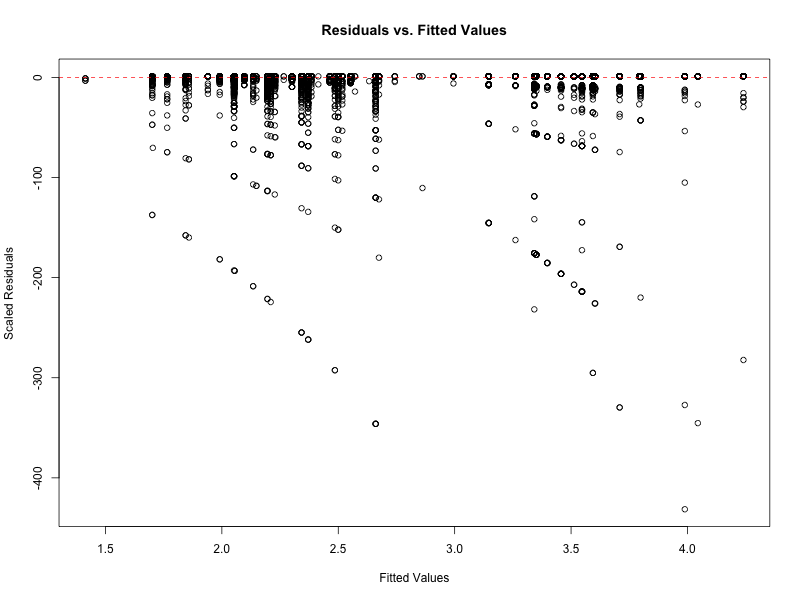 Residuals vs. Fitted Values
Scaled Residuals
0
-100
-200
-300
-400
1.5 2.0 2.5 3.0 3.5 4.0
Fitted Values